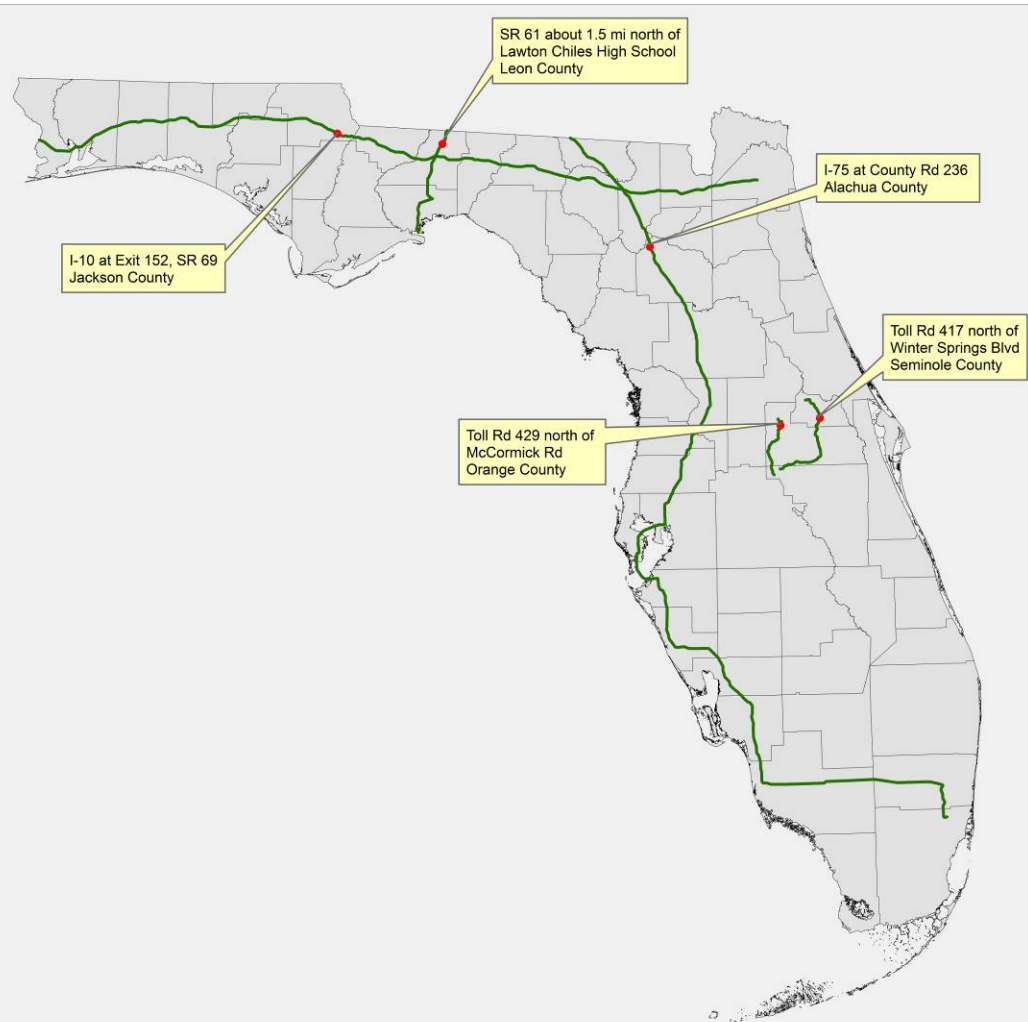 SR 61 about 1.5 mi north of
Lawton Chiles High School
Leon County
I-75 at County Rd 236
Alachua County
I-10 at Exit 152, SR 69
Jackson County
Toll Rd 417 north of
Winter Springs Blvd
Seminole County
Toll Rd 429 north of
McCormick Rd
Orange County